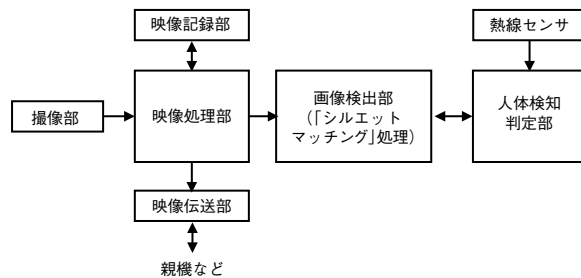 映像記録部
熱線センサ
撮像部
映像処理部
画像検出部
(「シルエット
マッチング」処理)
人体検知
判定部
映像伝送部
親機など